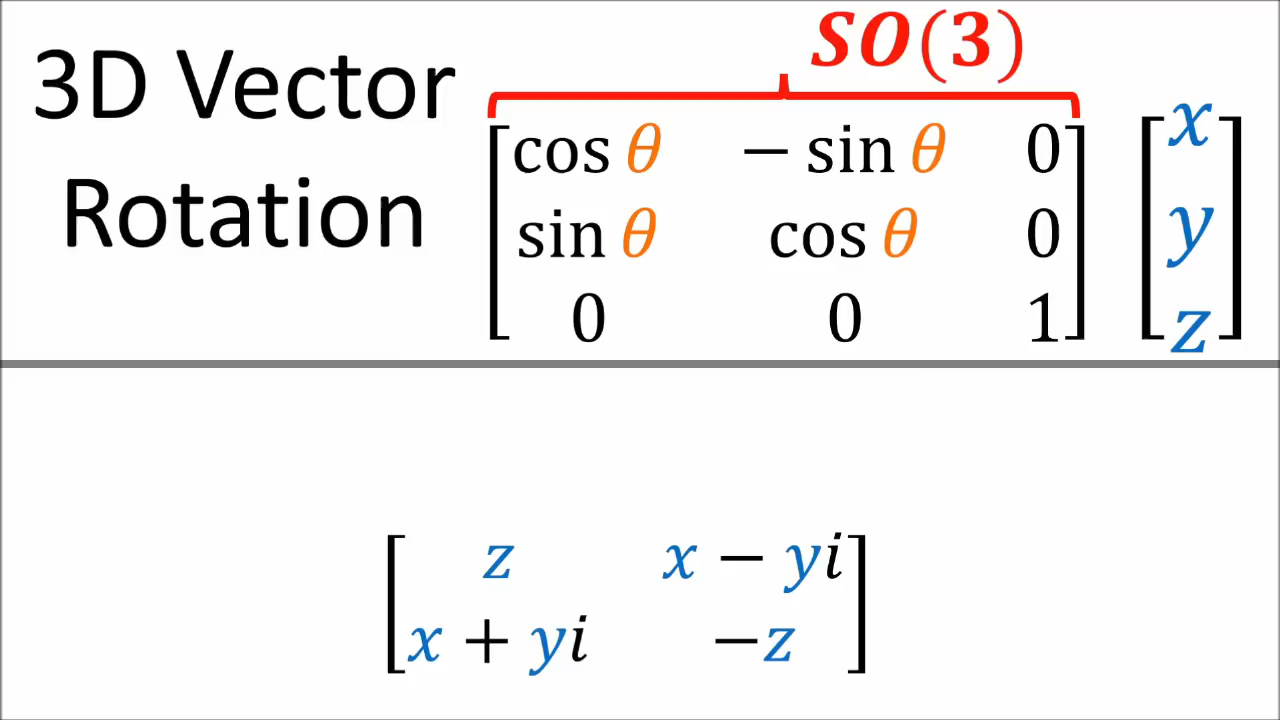 3D Vector
Rotation
SO(3)
cos θ − sin θ 0
sin θ cos θ 0
0 0 1
x
y
z
z x − yi
x + yi −z